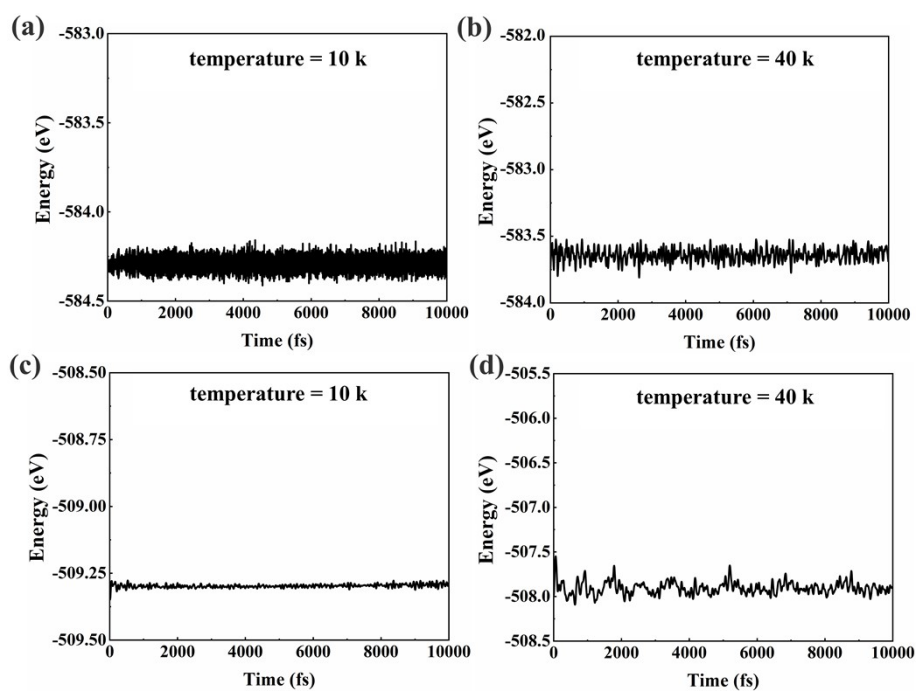 (a)
temperature = 10 k
Energy (eV)
-583.0
-583.5
-584.0
-584.5
0 2000 4000 6000 8000 10000
Time (fs)
(b)
temperature = 40 k
Energy (eV)
-582.0
-582.5
-583.0
-583.5
-584.0
0 2000 4000 6000 8000 10000
Time (fs)
(c)
temperature = 10 k
Energy (eV)
-508.50
-508.75
-509.00
-509.25
-509.50
0 2000 4000 6000 8000 10000
Time (fs)
(d)
temperature = 40 k
Energy (eV)
-505.5
-506.0
-506.5
-507.0
-507.5
-508.0
-508.5
0 2000 4000 6000 8000 10000
Time (fs)